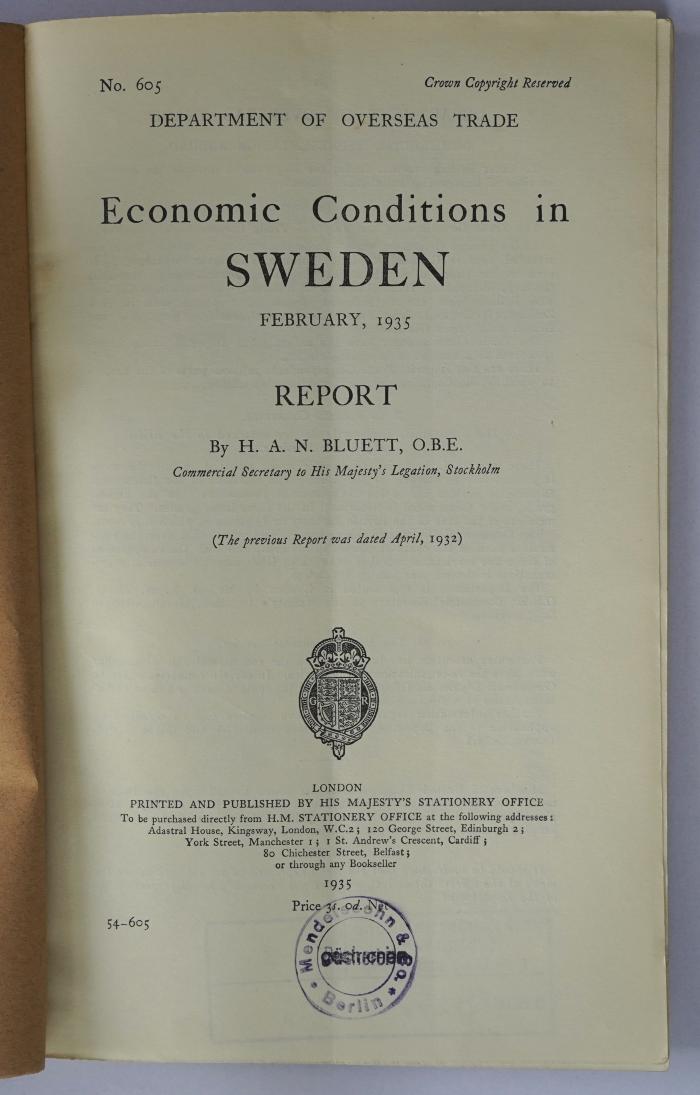 No. 605
Crown Copyright Reserved
DEPARTMENT OF OVERSEAS TRADE
Economic Conditions in
SWEDEN
FEBRUARY, 1935
REPORT
By H. A. N. BLUETT, O.B.E.
Commercial Secretary to His Majesty's Legation, Stockholm
(The previous Report was dated April, 1932)
G R
LONDON
PRINTED AND PUBLISHED BY HIS MAJESTY'S STATIONERY OFFICE
To be purchased directly from H.M. STATIONERY OFFICE at the following addresses:
Adastral House, Kingsway, London, W.C.2; 120 George Street, Edinburgh 2;
York Street, Manchester 1; 1 St. Andrew's Crescent, Cardiff;
80 Chichester Street, Belfast;
or through any Bookseller
1935
Price 3s. 0d. Net
54-605
Mendelssohn & Co.
Berlin